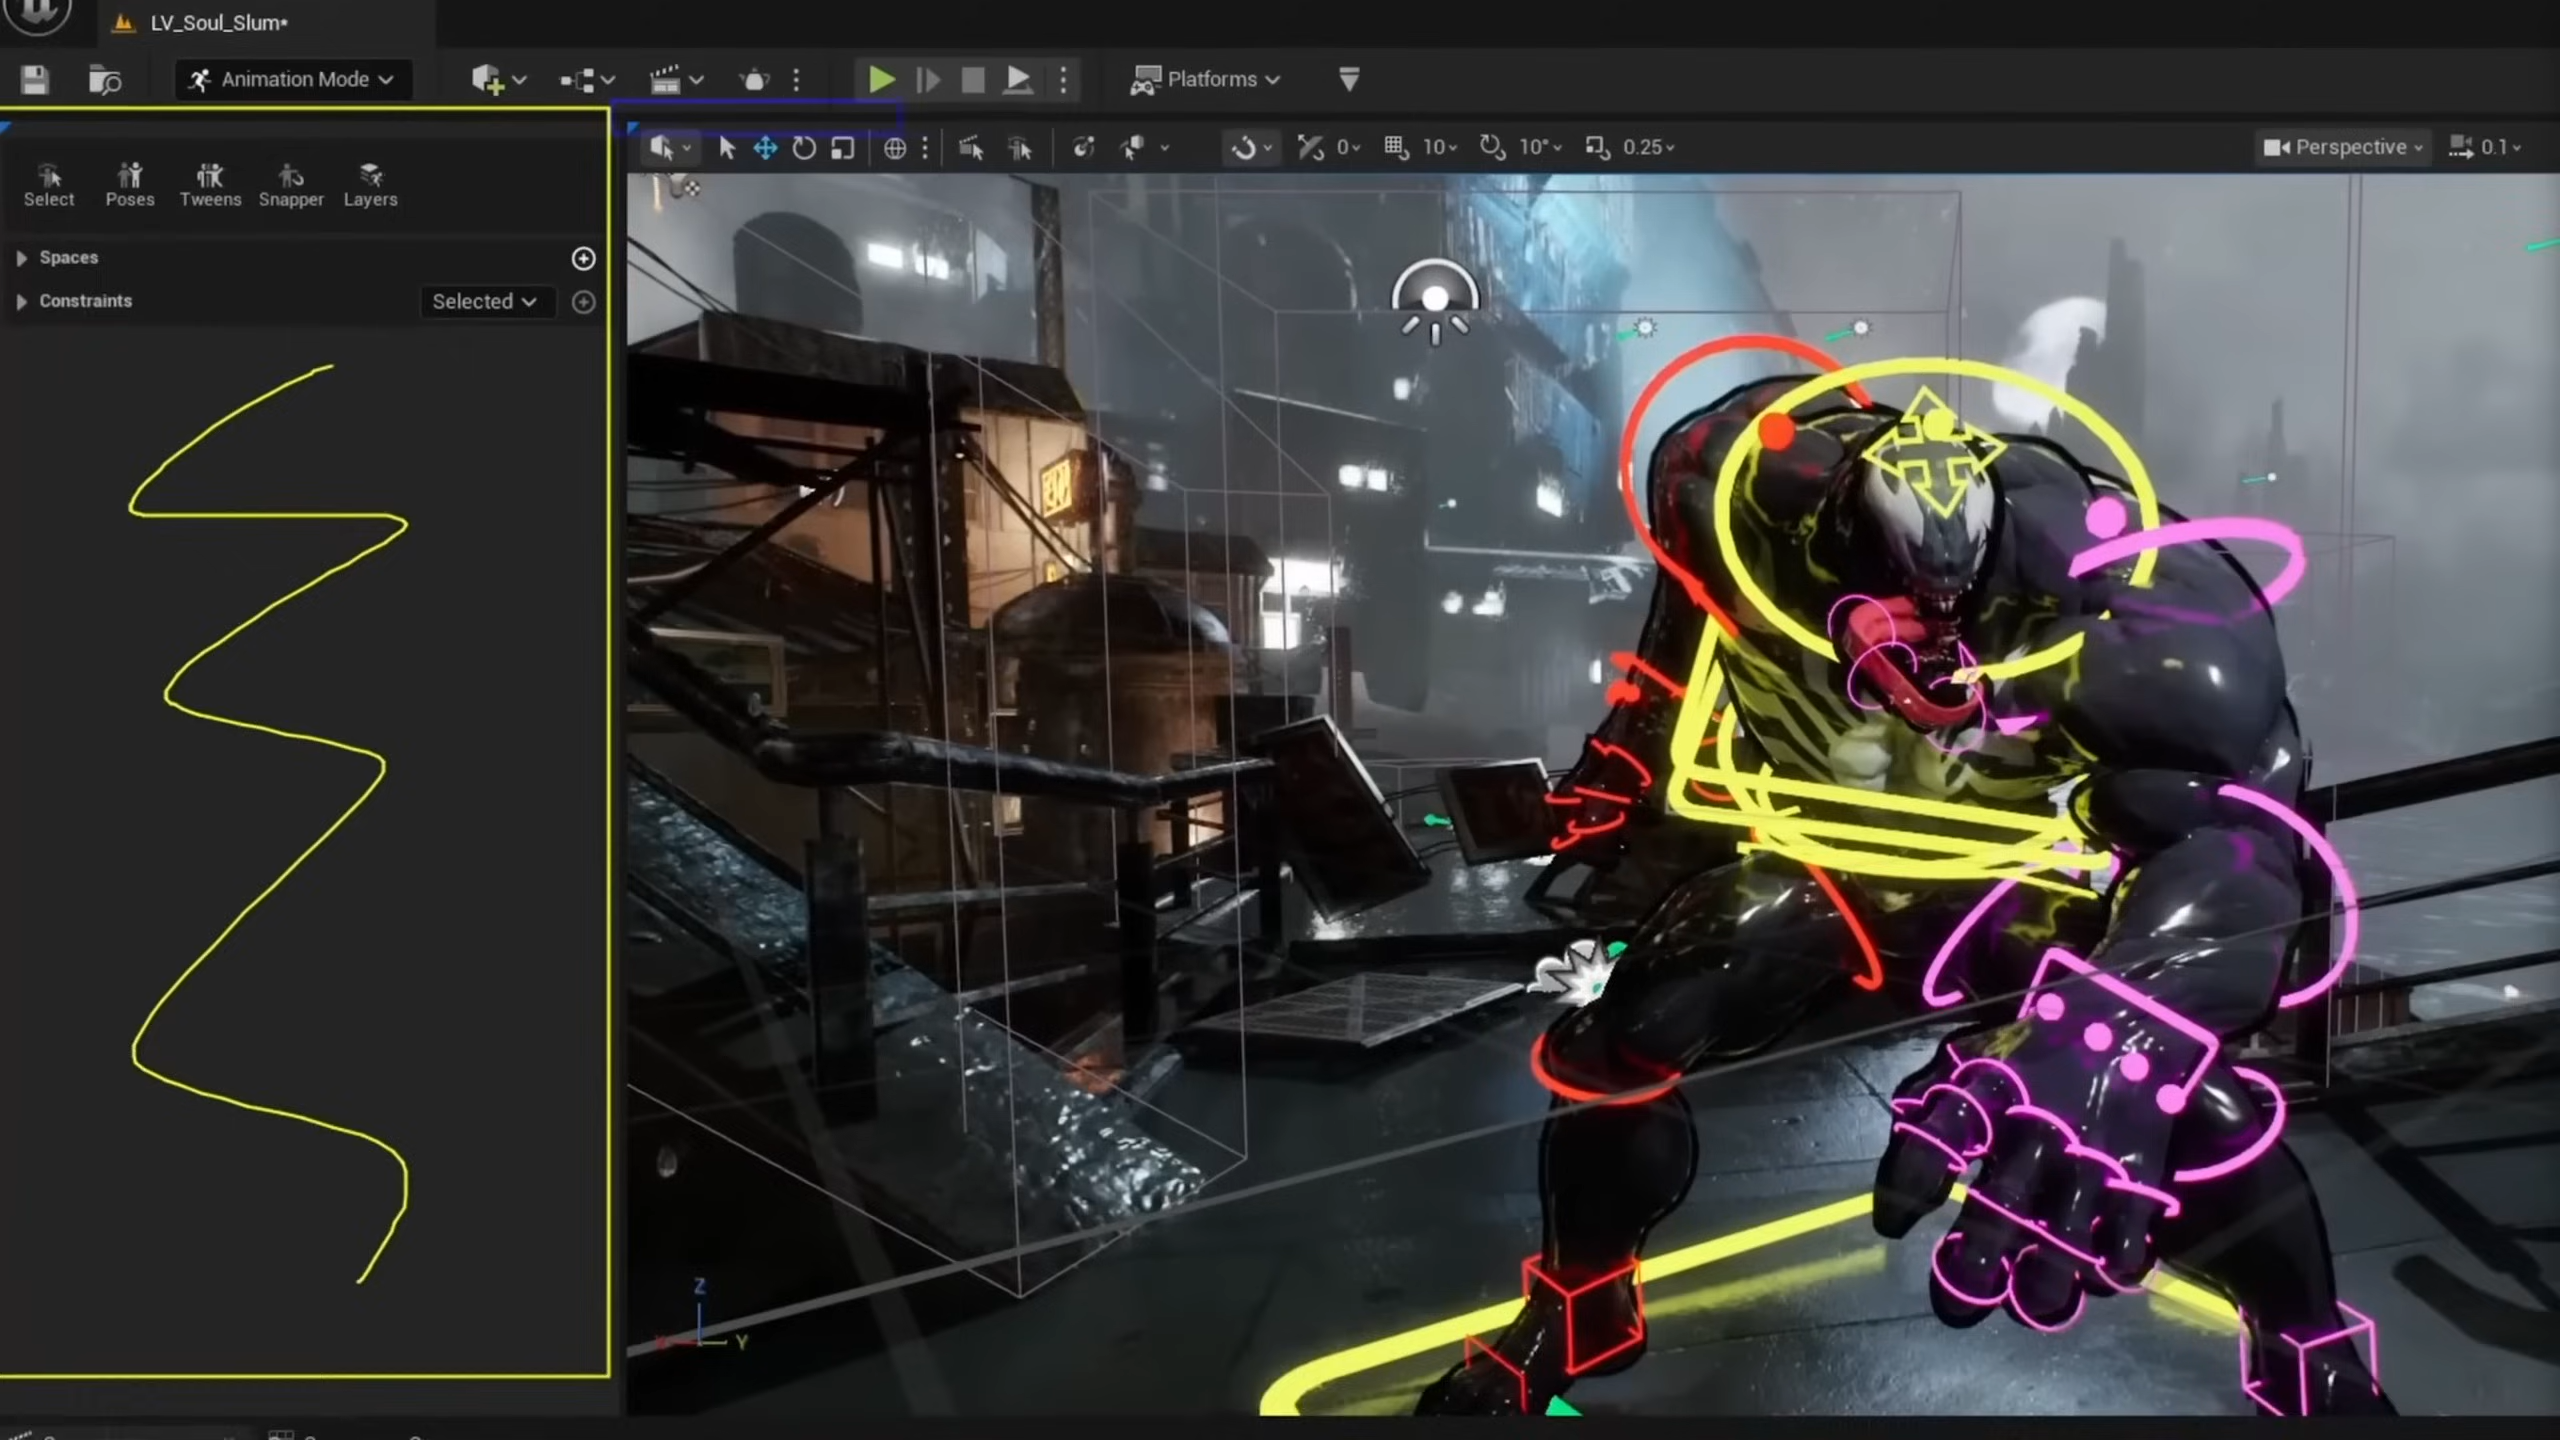 LV_Soul_Slum*
Animation Mode
Platforms
Select Poses Tweens Snapper Layers
0 10 10° 0.25 Perspective 0.1
Spaces
Constraints Selected
Z
Y